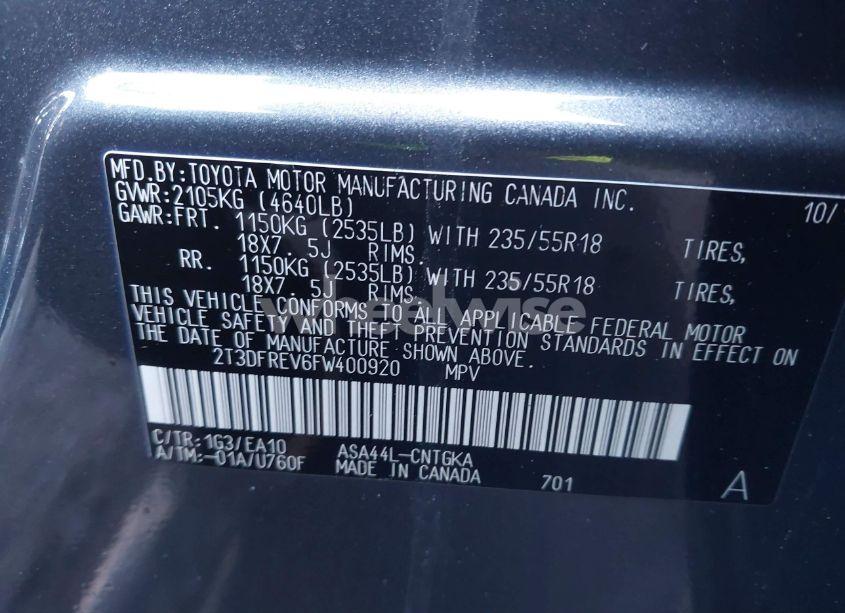 MFD.BY:TOYOTA MOTOR MANUFACTURING CANADA INC. 10/
GVWR:2105KG (4640LB)
GAWR:FRT. 1150KG (2535LB) WITH 235/55R18 TIRES,
18X7. 5J RIMS.
RR. 1150KG (2535LB) WITH 235/55R18 TIRES,
18X7. 5J RIMS.
THIS VEHICLE CONFORMS TO ALL APPLICABLE FEDERAL MOTOR
VEHICLE SAFETY AND THEFT PREVENTION STANDARDS IN EFFECT ON
THE DATE OF MANUFACTURE SHOWN ABOVE.
2T3DFREV6FW400920 MPV
C/TR:1G3/EA10 ASA44L-CNTGKA
A/TM:-01A/U760F MADE IN CANADA 701 A
wheelwise